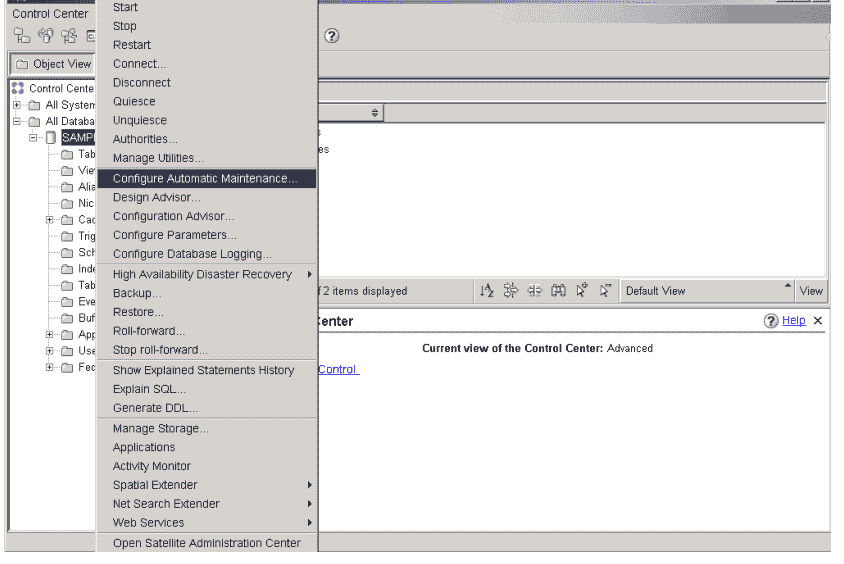 Control Center
Start
Stop
Restart
Connect...
Disconnect
Quiesce
Unquiesce
Authorities...
Manage Utilities...
Configure Automatic Maintenance...
Design Advisor...
Configuration Advisor...
Configure Parameters...
Configure Database Logging...
High Availability Disaster Recovery
Backup...
Restore...
Roll-forward...
Stop roll-forward...
Show Explained Statements History
Explain SQL...
Generate DDL...
Manage Storage...
Applications
Activity Monitor
Spatial Extender
Net Search Extender
Web Services
Open Satellite Administration Center
Object View
Control Cente
All System
All Databa
SAMP
Tab
Vie
Alia
Nic
Cac
Trig
Sch
Inde
Tab
Eve
Buf
App
Use
Fec
es
f 2 items displayed
Default View
View
Center
Help
Current view of the Control Center: Advanced
Control